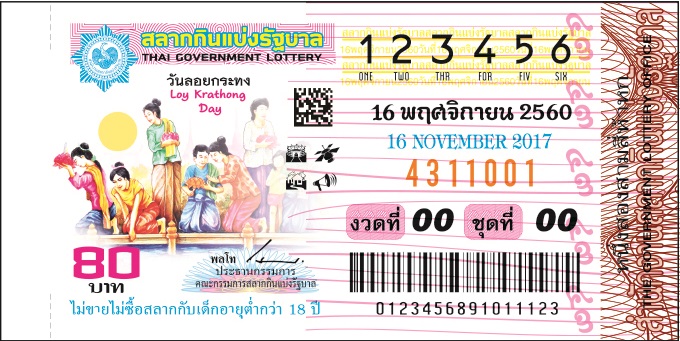 สลากกินแบ่งรัฐบาล
THAI GOVERNMENT LOTTERY
วันลอยกระทง
Loy Krathong
Day
1 2 3 4 5 6
ONE TWO THR FOR FIV SIX
16 พฤศจิกายน 2560
16 NOVEMBER 2017
4311001
งวดที่ 00 ชุดที่ 00
0123456891011123
80
บาท
พลโท
ประธานกรรมการ
คณะกรรมการสลากกินแบ่งรัฐบาล
ไม่ขายไม่ซื้อสลากกับเด็กอายุต่ำกว่า 18 ปี
หนึ่งสองสามสี่ห้าหก
THE GOVERNMENT LOTTERY OFFICE